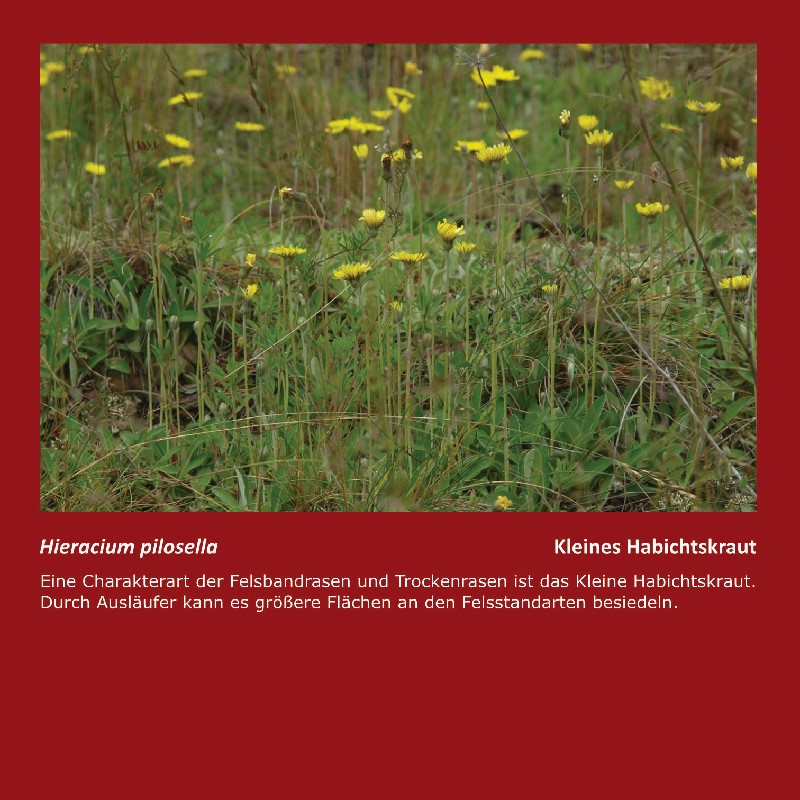 Hieracium pilosella Kleines Habichtskraut
Eine Charakterart der Felsbandrasen und Trockenrasen ist das Kleine Habichtskraut.
Durch Ausläufer kann es größere Flächen an den Felsstandarten besiedeln.